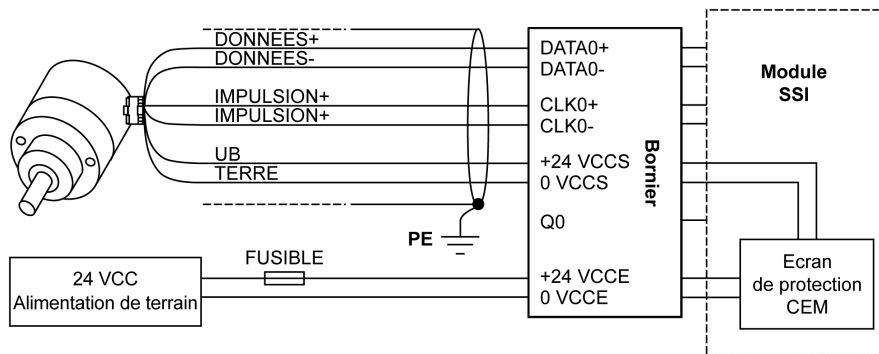 DONNEES+
DONNEES-
IMPULSION+
IMPULSION+
UB
TERRE
PE
FUSIBLE
24 VCC
Alimentation de terrain
DATA0+
DATA0-
CLK0+
CLK0-
+24 VCCS
0 VCCS
Q0
+24 VCCE
0 VCCE
Bornier
Module
SSI
Ecran
de protection
CEM